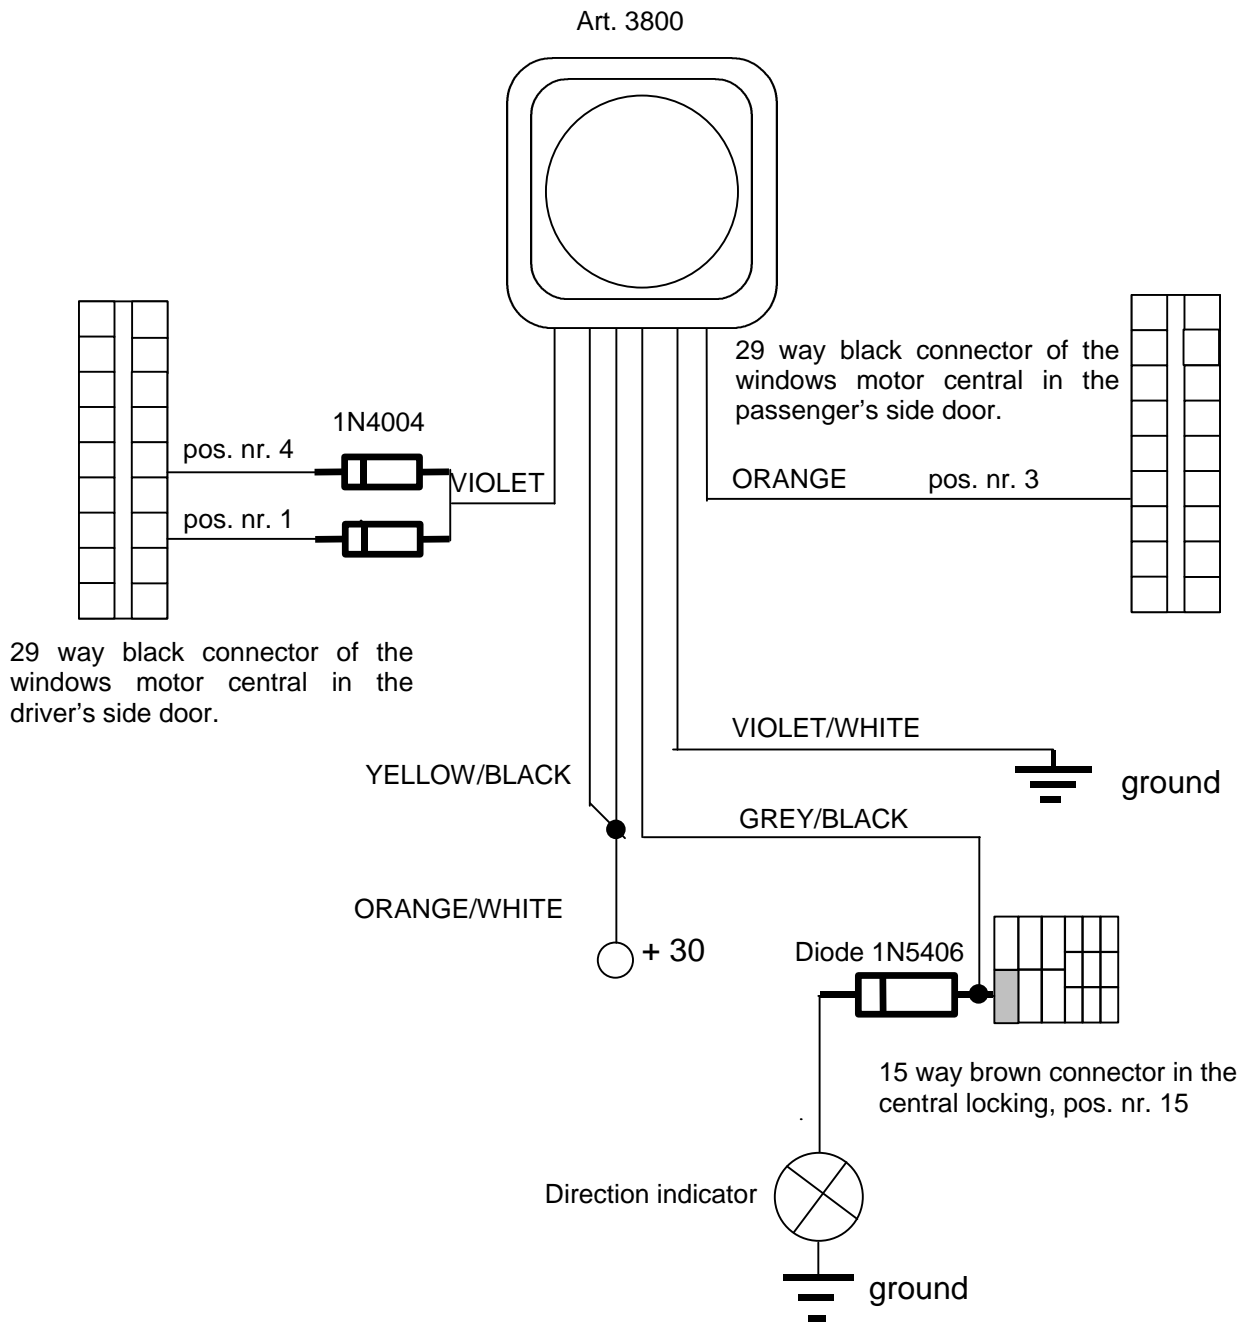 Art. 3800
29 way black connector of the
windows motor central in the
passenger's side door.
1N4004
pos. nr. 4
VIOLET
pos. nr. 1
ORANGE
pos. nr. 3
29 way black connector of the
windows motor central in the
driver's side door.
VIOLET/WHITE
ground
YELLOW/BLACK
GREY/BLACK
ORANGE/WHITE
+ 30
Diode 1N5406
15 way brown connector in the
central locking, pos. nr. 15
Direction indicator
ground